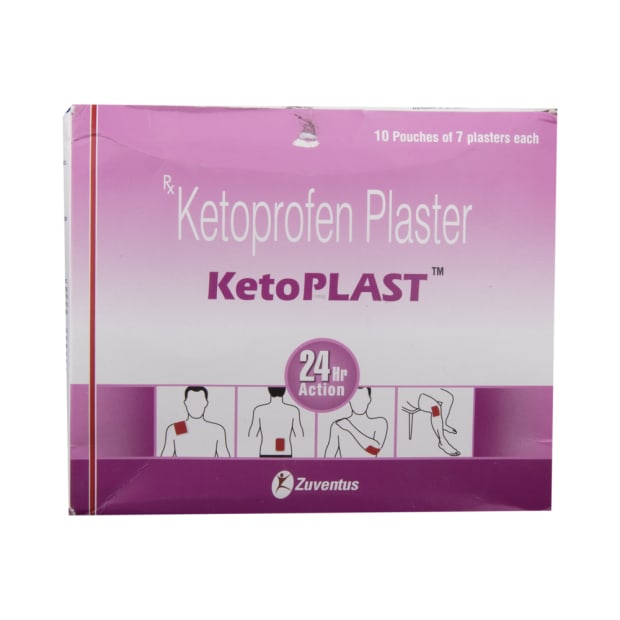 10 Pouches of 7 plasters each
Rx
Ketoprofen Plaster
KetoPLAST™
24 Hr
Action
Zuventus